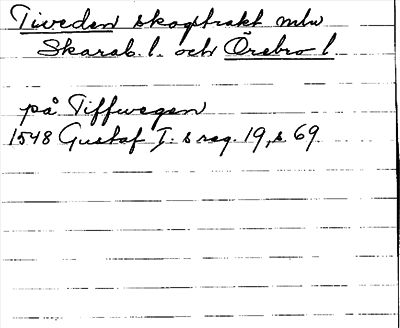 Tiveden skogstrakt mlw
Skarab. l. och Örebro l.
på Tiffwegen
1548 Gustaf I:s reg. 19, s 69.